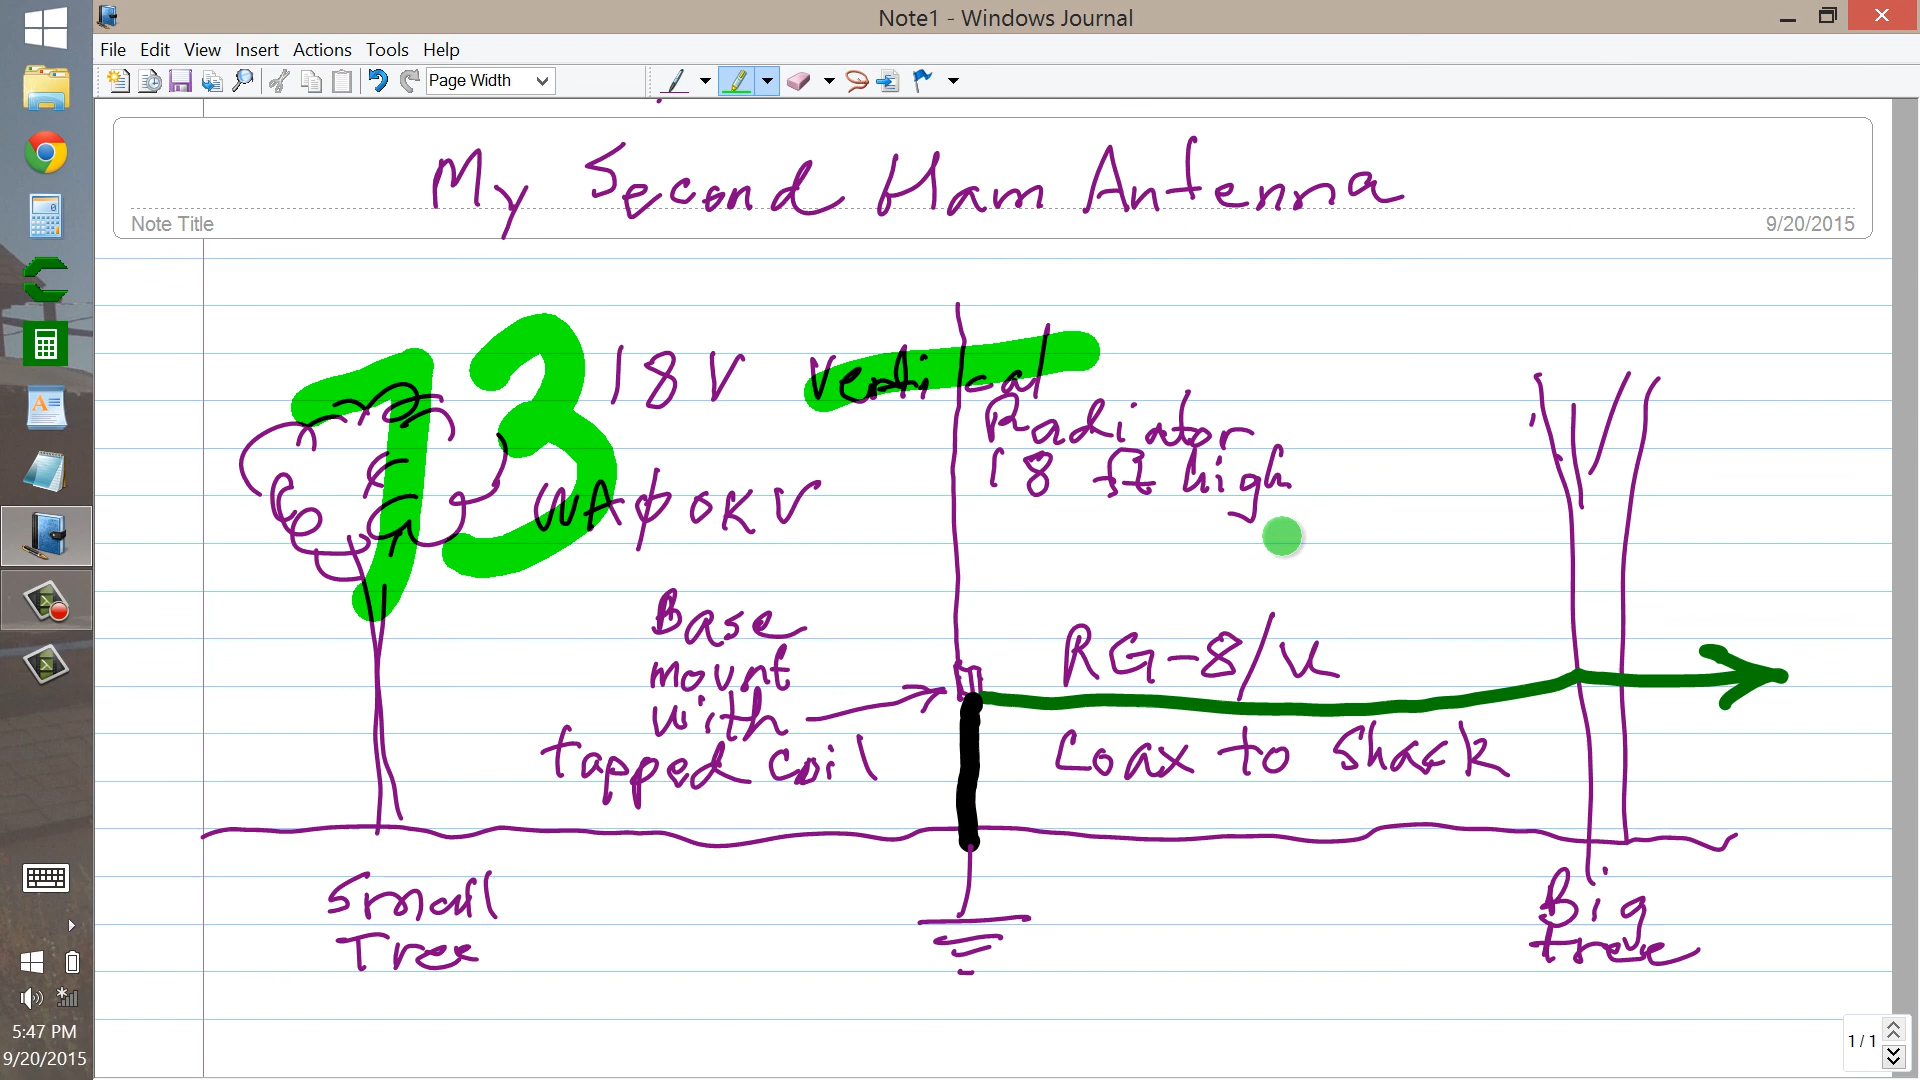 Note1 - Windows Journal
File Edit View Insert Actions Tools Help
Page Width
My Second Ham Antenna
Note Title
9/20/2015
73
18V Vertical
Radiator
18 ft high
WAØOKV
Base
mount
with
tapped coil
RG-8/U
Coax to Shack
Small
Tree
Big
tree
5:47 PM
9/20/2015
1 / 1